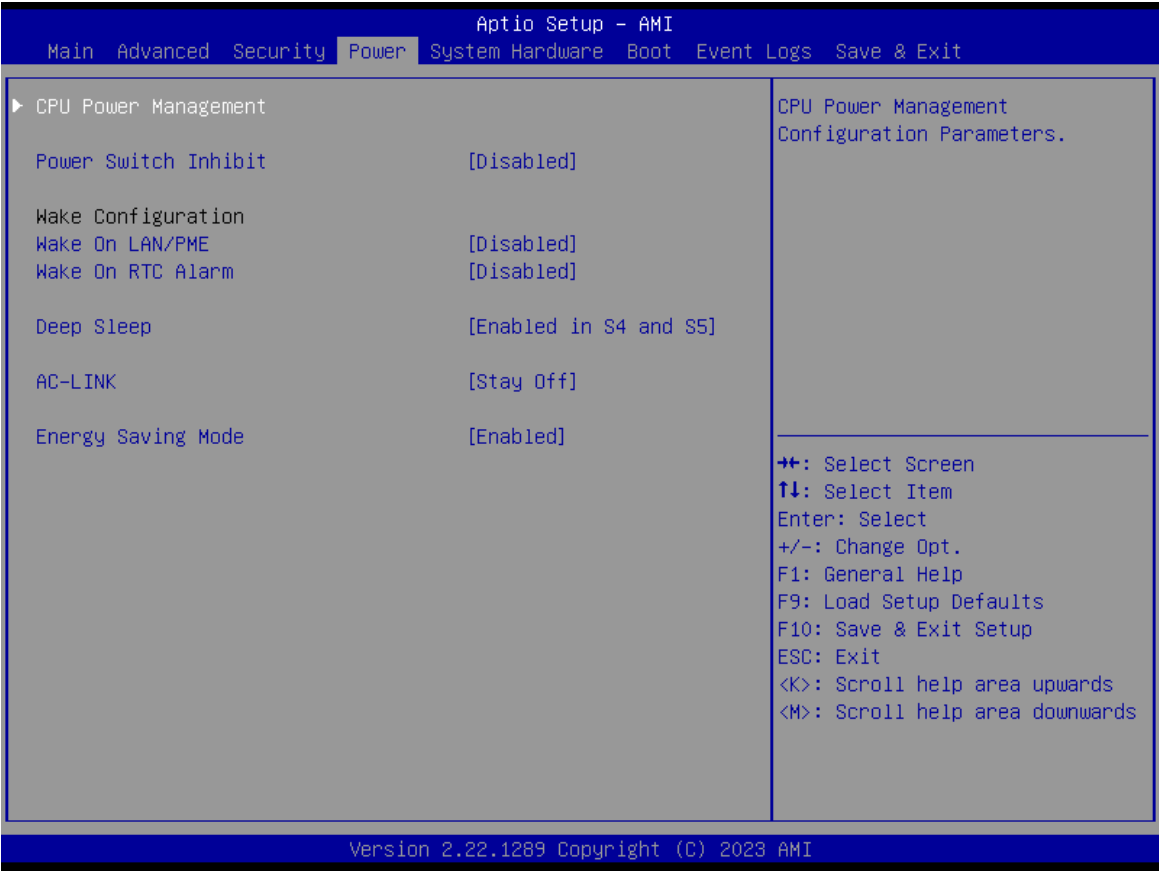 Aptio Setup – AMI
Main Advanced Security Power System Hardware Boot Event Logs Save & Exit
▶ CPU Power Management
Power Switch Inhibit [Disabled]
Wake Configuration
Wake On LAN/PME [Disabled]
Wake On RTC Alarm [Disabled]
Deep Sleep [Enabled in S4 and S5]
AC-LINK [Stay Off]
Energy Saving Mode [Enabled]
CPU Power Management
Configuration Parameters.
→←: Select Screen
↑↓: Select Item
Enter: Select
+/-: Change Opt.
F1: General Help
F9: Load Setup Defaults
F10: Save & Exit Setup
ESC: Exit
<K>: Scroll help area upwards
<M>: Scroll help area downwards
Version 2.22.1289 Copyright (C) 2023 AMI